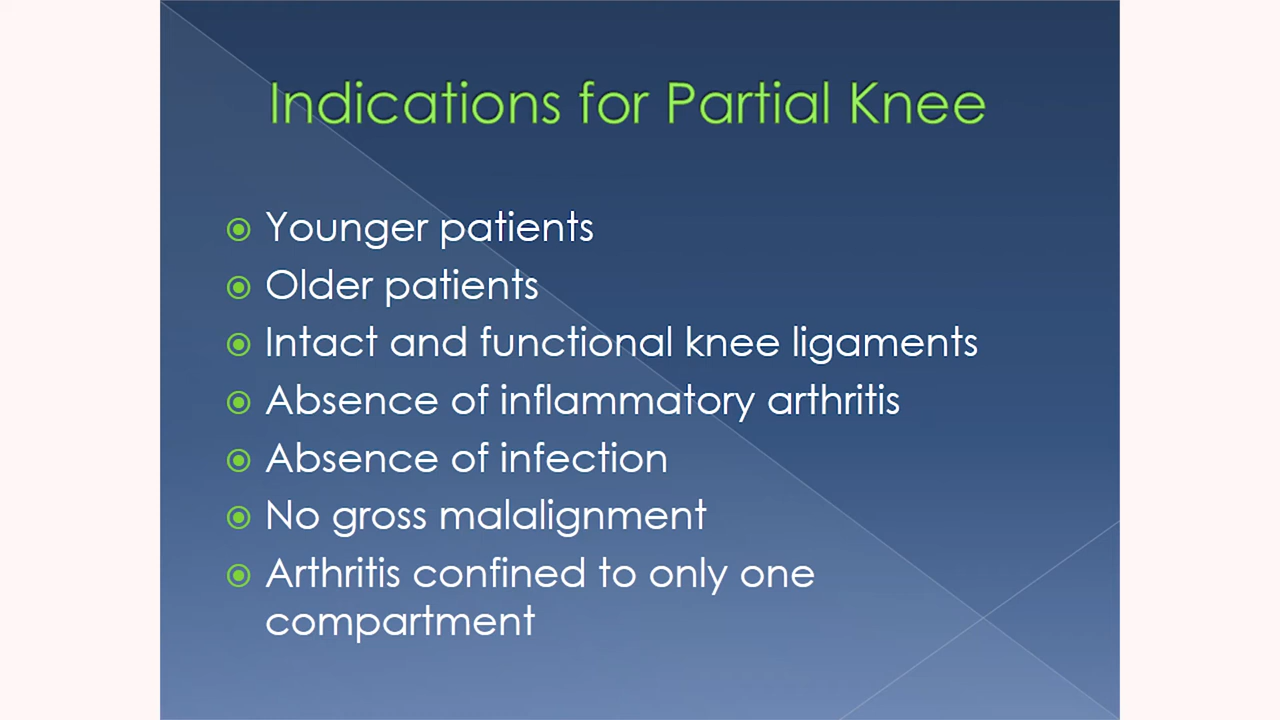 Indications for Partial Knee
Younger patients
Older patients
Intact and functional knee ligaments
Absence of inflammatory arthritis
Absence of infection
No gross malalignment
Arthritis confined to only one
compartment